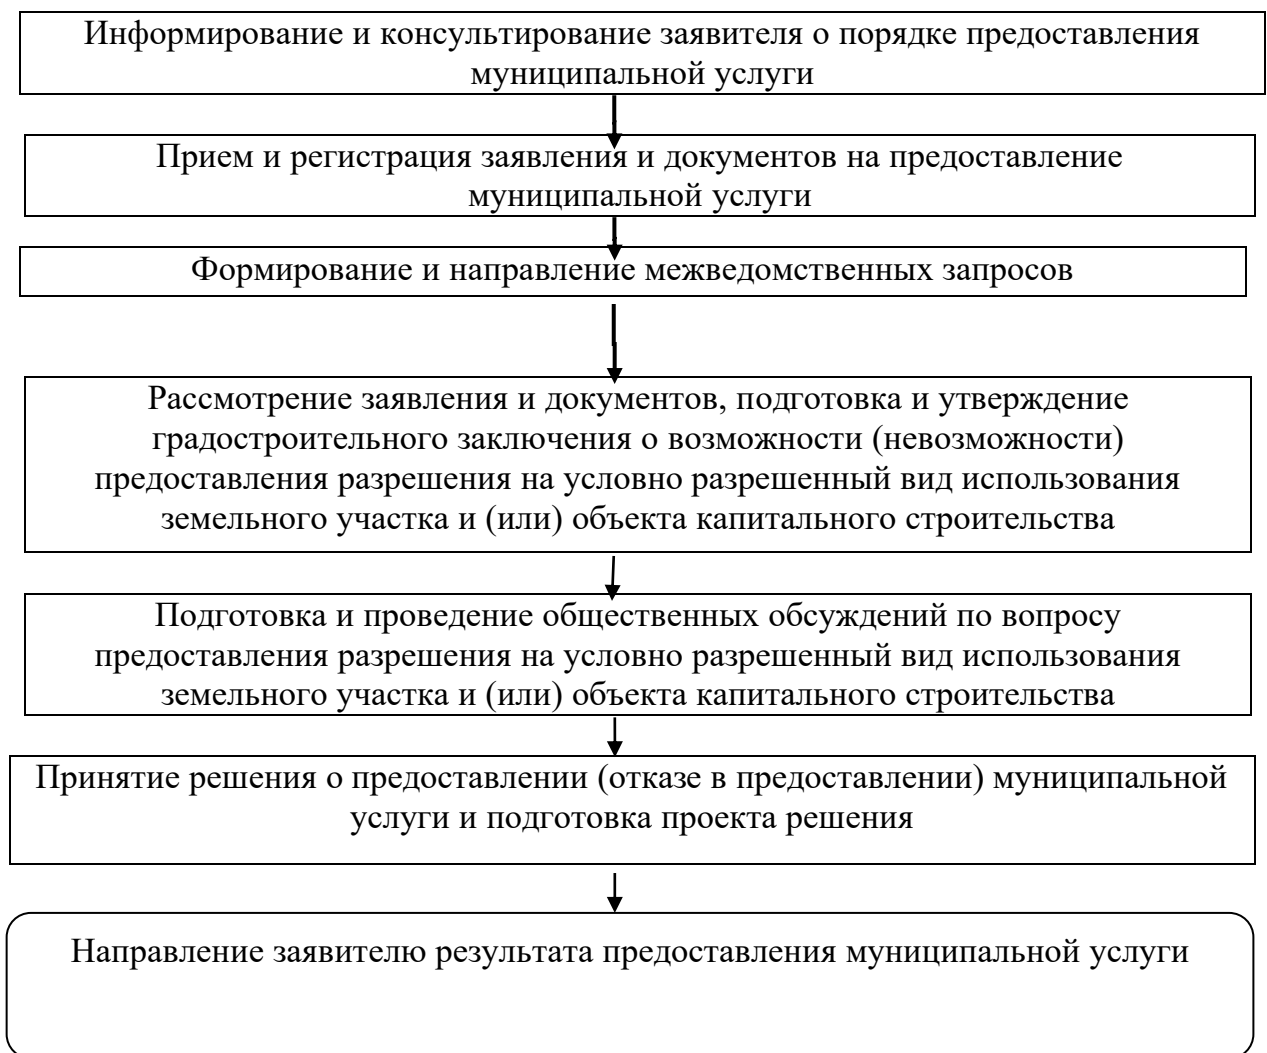 Информирование и консультирование заявителя о порядке предоставления
муниципальной услуги
Прием и регистрация заявления и документов на предоставление
муниципальной услуги
Формирование и направление межведомственных запросов
Рассмотрение заявления и документов, подготовка и утверждение
градостроительного заключения о возможности (невозможности)
предоставления разрешения на условно разрешенный вид использования
земельного участка и (или) объекта капитального строительства
Подготовка и проведение общественных обсуждений по вопросу
предоставления разрешения на условно разрешенный вид использования
земельного участка и (или) объекта капитального строительства
Принятие решения о предоставлении (отказе в предоставлении) муниципальной
услуги и подготовка проекта решения
Направление заявителю результата предоставления муниципальной услуги